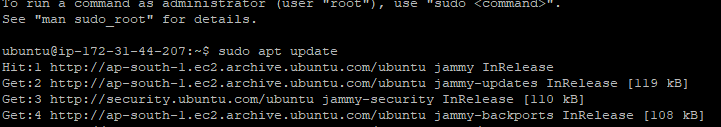 To run a command as administrator (user "root"), use "sudo <command>".
See "man sudo_root" for details.
ubuntu@ip-172-31-44-207:~$ sudo apt update
Hit:1 http://ap-south-1.ec2.archive.ubuntu.com/ubuntu jammy InRelease
Get:2 http://ap-south-1.ec2.archive.ubuntu.com/ubuntu jammy-updates InRelease [119 kB]
Get:3 http://security.ubuntu.com/ubuntu jammy-security InRelease [110 kB]
Get:4 http://ap-south-1.ec2.archive.ubuntu.com/ubuntu jammy-backports InRelease [108 kB]